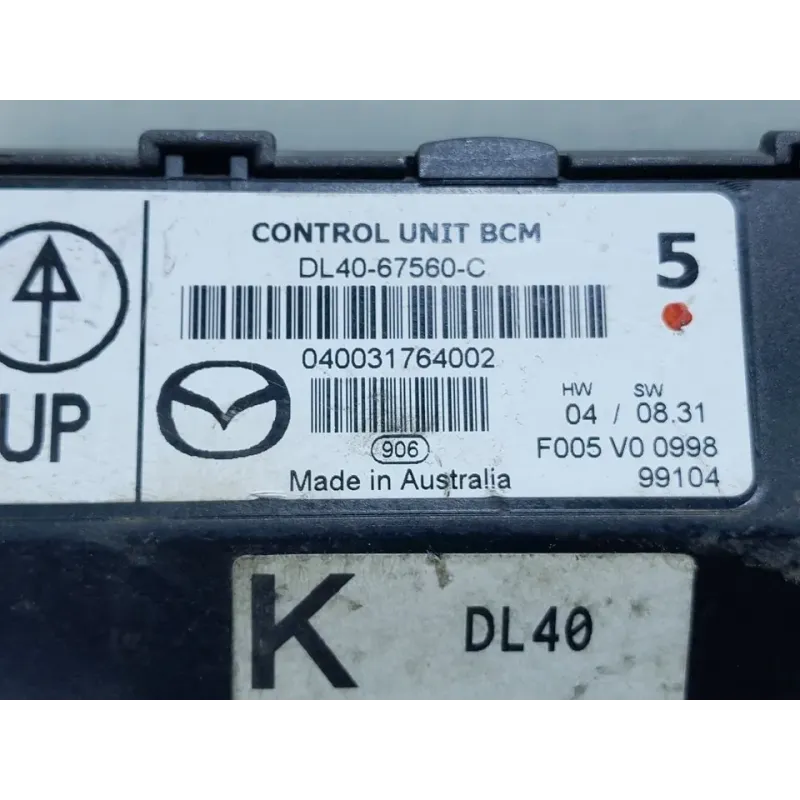 CONTROL UNIT BCM
DL40-67560-C
5
040031764002
HW SW
04 / 08.31
906
F005 V0 0998
Made in Australia
99104
UP
K
DL40